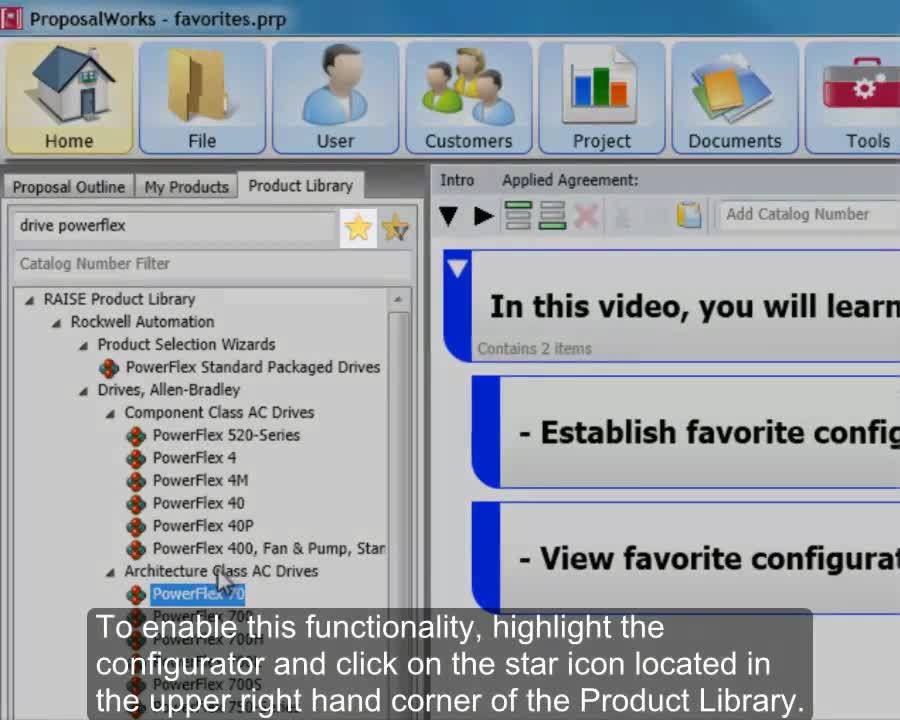 ProposalWorks - favorites.prp
Home
File
User
Customers
Project
Documents
Tools
Proposal Outline
My Products
Product Library
drive powerflex
Catalog Number Filter
RAISE Product Library
Rockwell Automation
Product Selection Wizards
PowerFlex Standard Packaged Drives
Drives, Allen-Bradley
Component Class AC Drives
PowerFlex 520-Series
PowerFlex 4
PowerFlex 4M
PowerFlex 40
PowerFlex 40P
PowerFlex 400, Fan & Pump, Star
Architecture Class AC Drives
PowerFlex 70
PowerFlex 700
PowerFlex 700H
PowerFlex 700S
Intro
Applied Agreement:
Add Catalog Number
In this video, you will learn
Contains 2 items
- Establish favorite config
- View favorite configurat
To enable this functionality, highlight the
configurator and click on the star icon located in
the upper right hand corner of the Product Library.